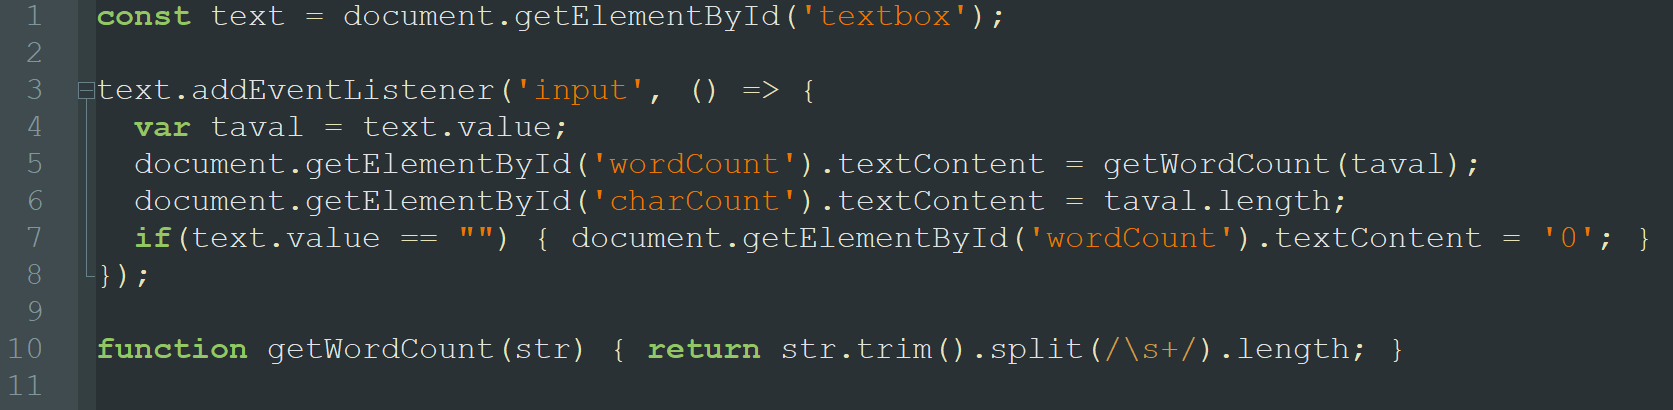 1 const text = document.getElementById('textbox');
2
3 text.addEventListener('input', () => {
4   var taval = text.value;
5   document.getElementById('wordCount').textContent = getWordCount(taval);
6   document.getElementById('charCount').textContent = taval.length;
7   if(text.value == "") { document.getElementById('wordCount').textContent = '0'; }
8 });
9
10 function getWordCount(str) { return str.trim().split(/\s+/).length; }
11